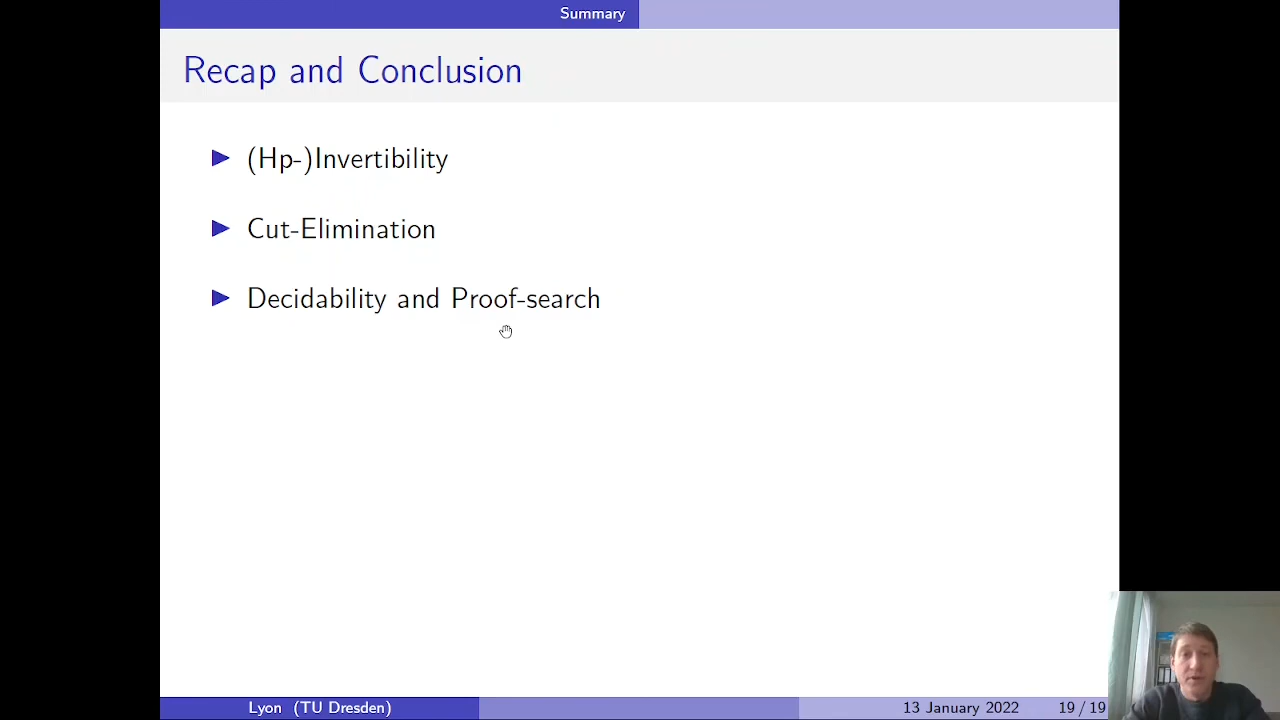 Summary
Recap and Conclusion
(Hp-)Invertibility
Cut-Elimination
Decidability and Proof-search
Lyon (TU Dresden)
13 January 2022
19 / 19